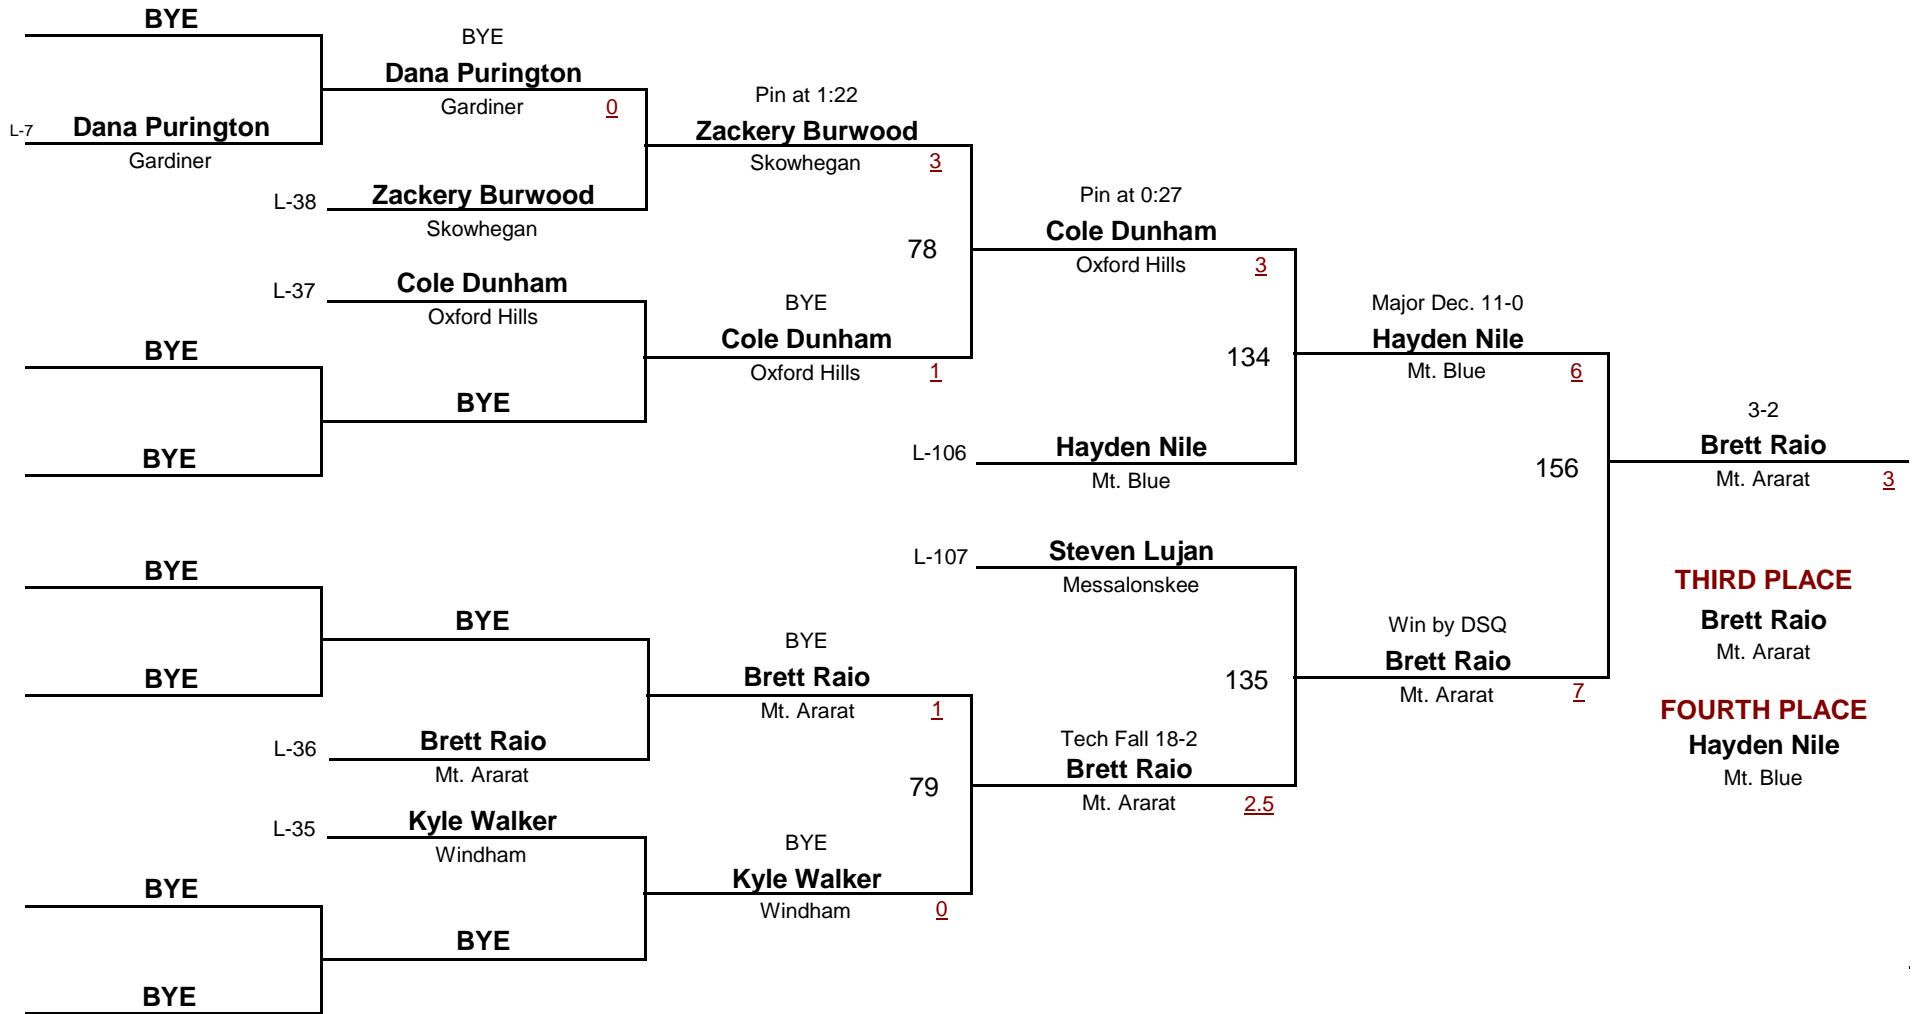 BYE
L-7 Dana Purington
Gardiner
BYE
BYE
BYE
BYE
BYE
BYE
BYE
Dana Purington
Gardiner 0
L-38 Zackery Burwood
Skowhegan
L-37 Cole Dunham
Oxford Hills
BYE
BYE
L-36 Brett Raio
Mt. Ararat
L-35 Kyle Walker
Windham
BYE
Pin at 1:22
Zackery Burwood
Skowhegan 3
78
BYE
Cole Dunham
Oxford Hills 1
BYE
Brett Raio
Mt. Ararat 1
79
BYE
Kyle Walker
Windham 0
Pin at 0:27
Cole Dunham
Oxford Hills 3
134
L-106 Hayden Nile
Mt. Blue
L-107 Steven Lujan
Messalonskee
135
Tech Fall 18-2
Brett Raio
Mt. Ararat 2.5
Major Dec. 11-0
Hayden Nile
Mt. Blue 6
156
Win by DSQ
Brett Raio
Mt. Ararat 7
3-2
Brett Raio
Mt. Ararat 3
THIRD PLACE
Brett Raio
Mt. Ararat
FOURTH PLACE
Hayden Nile
Mt. Blue